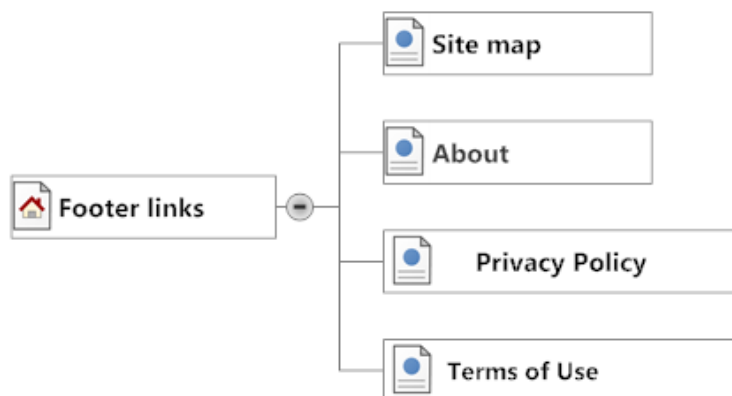 Site map
About
Footer links
Privacy Policy
Terms of Use